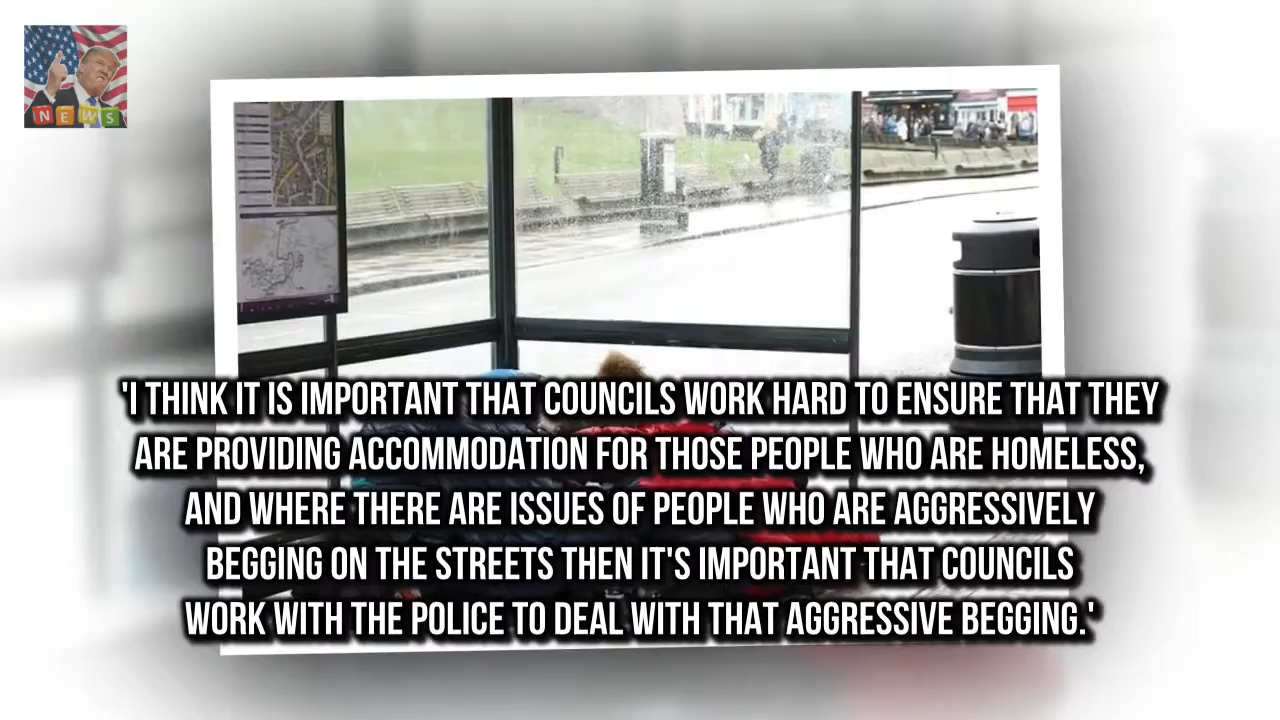 NEWS
'I THINK IT IS IMPORTANT THAT COUNCILS WORK HARD TO ENSURE THAT THEY
ARE PROVIDING ACCOMMODATION FOR THOSE PEOPLE WHO ARE HOMELESS,
AND WHERE THERE ARE ISSUES OF PEOPLE WHO ARE AGGRESSIVELY
BEGGING ON THE STREETS THEN IT'S IMPORTANT THAT COUNCILS
WORK WITH THE POLICE TO DEAL WITH THAT AGGRESSIVE BEGGING.'